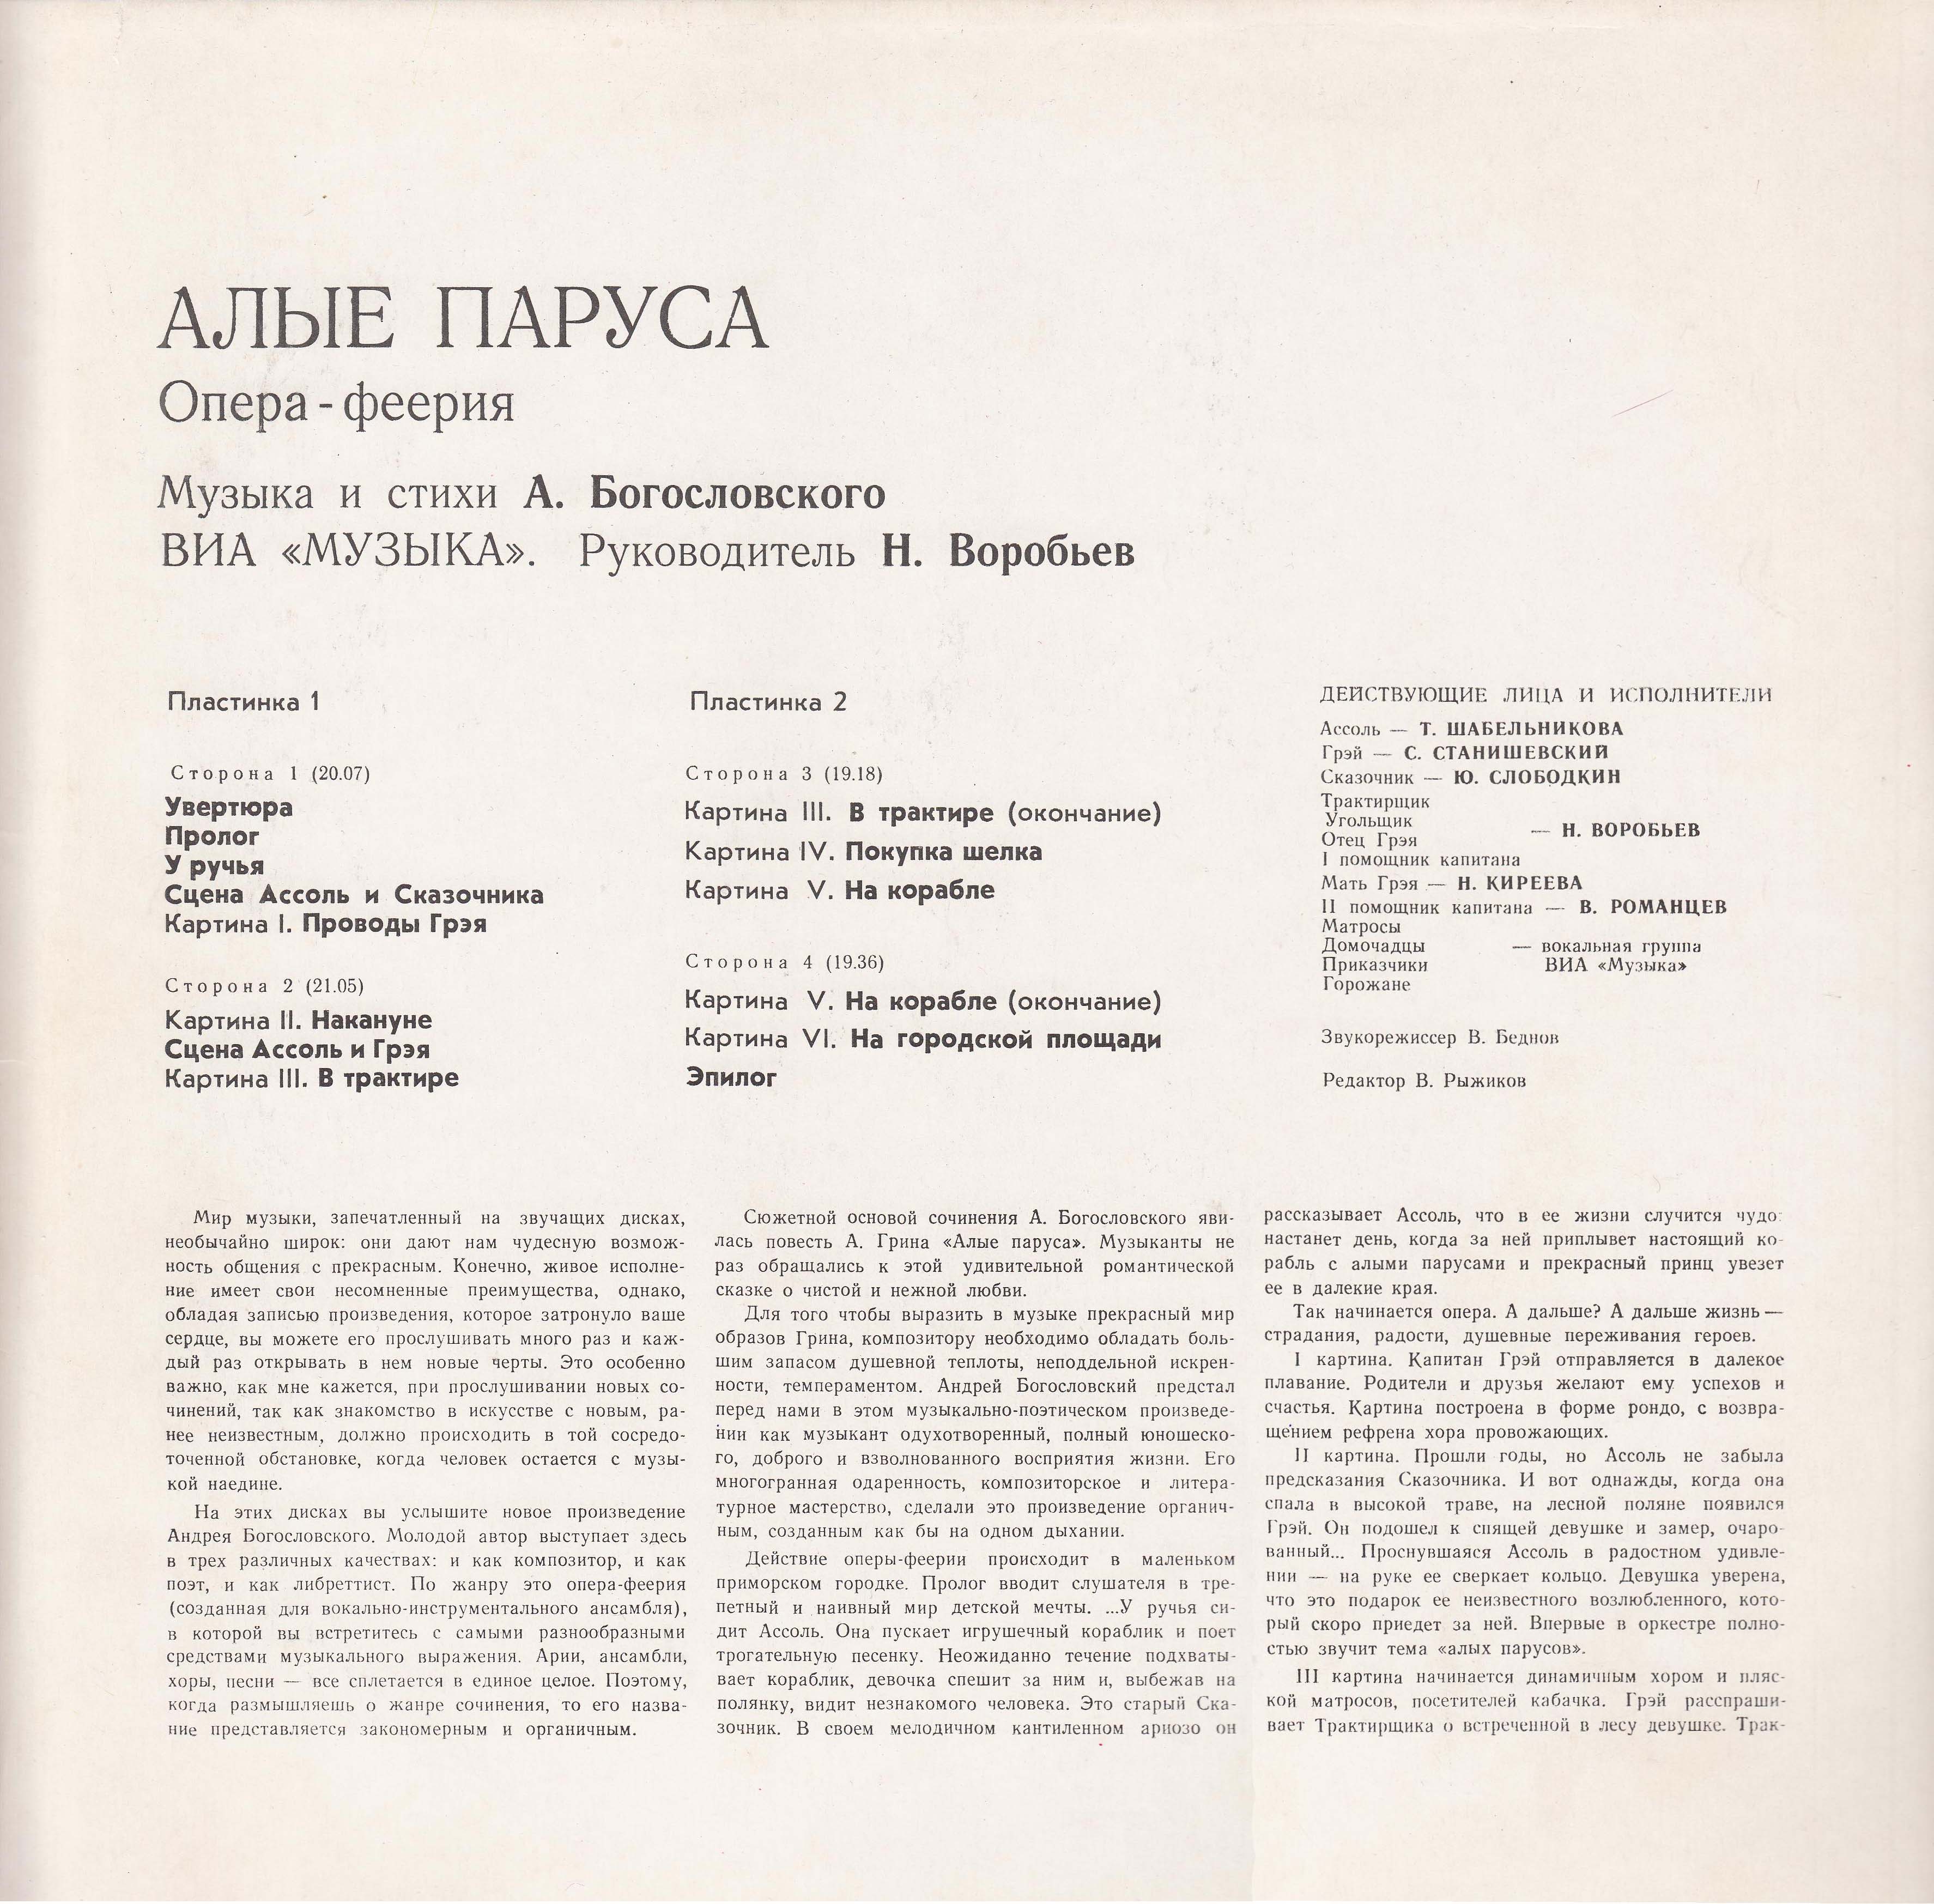 АЛЫЕ ПАРУСА
Опера - феерия
Музыка и стихи А. Богословского
ВИА «МУЗЫКА». Руководитель Н. Воробьев
Пластинка 1
Сторона 1 (20.07)
Увертюра
Пролог
У ручья
Сцена Ассоль и Сказочника
Картина I. Проводы Грэя
Сторона 2 (21.05)
Картина II. Накануне
Сцена Ассоль и Грэя
Картина III. В трактире
Пластинка 2
Сторона 3 (19.18)
Картина III. В трактире (окончание)
Картина IV. Покупка шелка
Картина V. На корабле
Сторона 4 (19.36)
Картина V. На корабле (окончание)
Картина VI. На городской площади
Эпилог
ДЕЙСТВУЮЩИЕ ЛИЦА И ИСПОЛНИТЕЛИ
Ассоль — Т. ШАБЕЛЬНИКОВА
Грэй — С. СТАНИШЕВСКИЙ
Сказочник — Ю. СЛОБОДКИН
Трактирщик
Угольщик
Отец Грэя
I помощник капитана
— Н. ВОРОБЬЕВ
Мать Грэя — Н. КИРЕЕВА
II помощник капитана — В. РОМАНЦЕВ
Матросы
Домочадцы
Приказчики
Горожане
— вокальная группа
ВИА «Музыка»
Звукорежиссер В. Беднов
Редактор В. Рыжиков
Мир музыки, запечатленный на звучащих дисках,
необычайно широк: они дают нам чудесную возмож-
ность общения с прекрасным. Конечно, живое исполне-
ние имеет свои несомненные преимущества, однако,
обладая записью произведения, которое затронуло ваше
сердце, вы можете его прослушивать много раз и каж-
дый раз открывать в нем новые черты. Это особенно
важно, как мне кажется, при прослушивании новых со-
чинений, так как знакомство в искусстве с новым, ра-
нее неизвестным, должно происходить в той сосредо-
точенной обстановке, когда человек остается с музы-
кой наедине.
На этих дисках вы услышите новое произведение
Андрея Богословского. Молодой автор выступает здесь
в трех различных качествах: и как композитор, и как
поэт, и как либреттист. По жанру это опера-феерия
(созданная для вокально-инструментального ансамбля),
в которой вы встретитесь с самыми разнообразными
средствами музыкального выражения. Арии, ансамбли,
хоры, песни — все сплетается в единое целое. Поэтому,
когда размышляешь о жанре сочинения, то его назва-
ние представляется закономерным и органичным.
Сюжетной основой сочинения А. Богословского яви-
лась повесть А. Грина «Алые паруса». Музыканты не
раз обращались к этой удивительной романтической
сказке о чистой и нежной любви.
Для того чтобы выразить в музыке прекрасный мир
образов Грина, композитору необходимо обладать боль-
шим запасом душевной теплоты, неподдельной искрен-
ности, темпераментом. Андрей Богословский предстал
перед нами в этом музыкально-поэтическом произведе-
нии как музыкант одухотворенный, полный юношеско-
го, доброго и взволнованного восприятия жизни. Его
многогранная одаренность, композиторское и литера-
турное мастерство, сделали это произведение органич-
ным, созданным как бы на одном дыхании.
Действие оперы-феерии происходит в маленьком
приморском городке. Пролог вводит слушателя в тре-
петный и наивный мир детской мечты. ...У ручья си-
дит Ассоль. Она пускает игрушечный кораблик и поет
трогательную песенку. Неожиданно течение подхваты-
вает кораблик, девочка спешит за ним и, выбежав на
полянку, видит незнакомого человека. Это старый Ска-
зочник. В своем мелодичном кантиленном ариозо он
рассказывает Ассоль, что в ее жизни случится чудо:
настанет день, когда за ней приплывет настоящий ко-
рабль с алыми парусами и прекрасный принц увезет
ее в далекие края.
Так начинается опера. А дальше? А дальше жизнь —
страдания, радости, душевные переживания героев.
I картина. Капитан Грэй отправляется в далекое
плавание. Родители и друзья желают ему успехов и
счастья. Картина построена в форме рондо, с возвра-
щением рефрена хора провожающих.
II картина. Прошли годы, но Ассоль не забыла
предсказания Сказочника. И вот однажды, когда она
спала в высокой траве, на лесной поляне появился
Грэй. Он подошел к спящей девушке и замер, очаро-
ванный... Проснувшаяся Ассоль в радостном удивле-
нии — на руке ее сверкает кольцо. Девушка уверена,
что это подарок ее неизвестного возлюбленного, кото-
рый скоро приедет за ней. Впервые в оркестре полно-
стью звучит тема «алых парусов».
III картина начинается динамичным хором и пляс-
кой матросов, посетителей кабачка. Грэй расспраши-
вает Трактирщика о встреченной в лесу девушке. Трак-